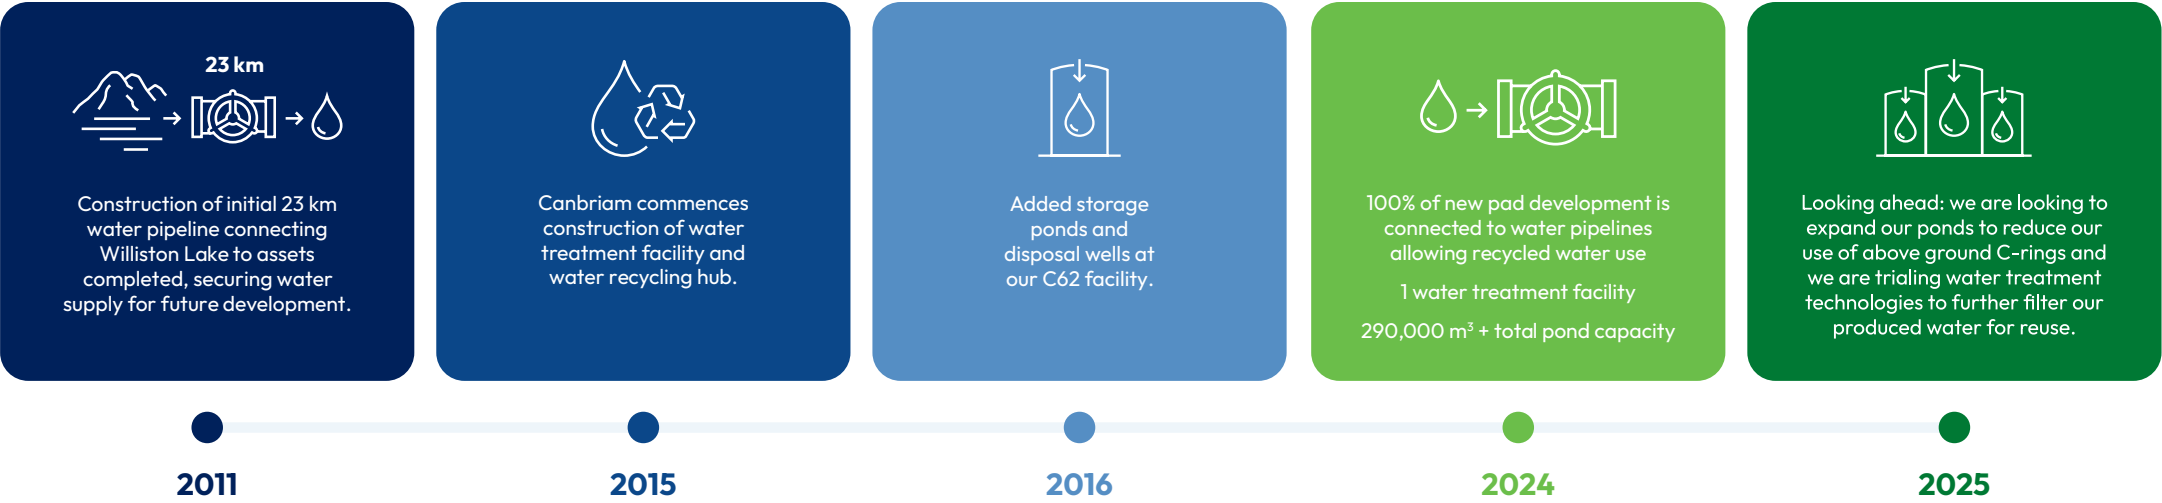 23 km
Construction of initial 23 km
water pipeline connecting
Williston Lake to assets
completed, securing water
supply for future development.
Canbriam commences
construction of water
treatment facility and
water recycling hub.
Added storage
ponds and
disposal wells at
our C62 facility.
100% of new pad development is
connected to water pipelines
allowing recycled water use
1 water treatment facility
290,000 m³ + total pond capacity
Looking ahead: we are looking to
expand our ponds to reduce our
use of above ground C-rings and
we are trialing water treatment
technologies to further filter our
produced water for reuse.
2011
2015
2016
2024
2025